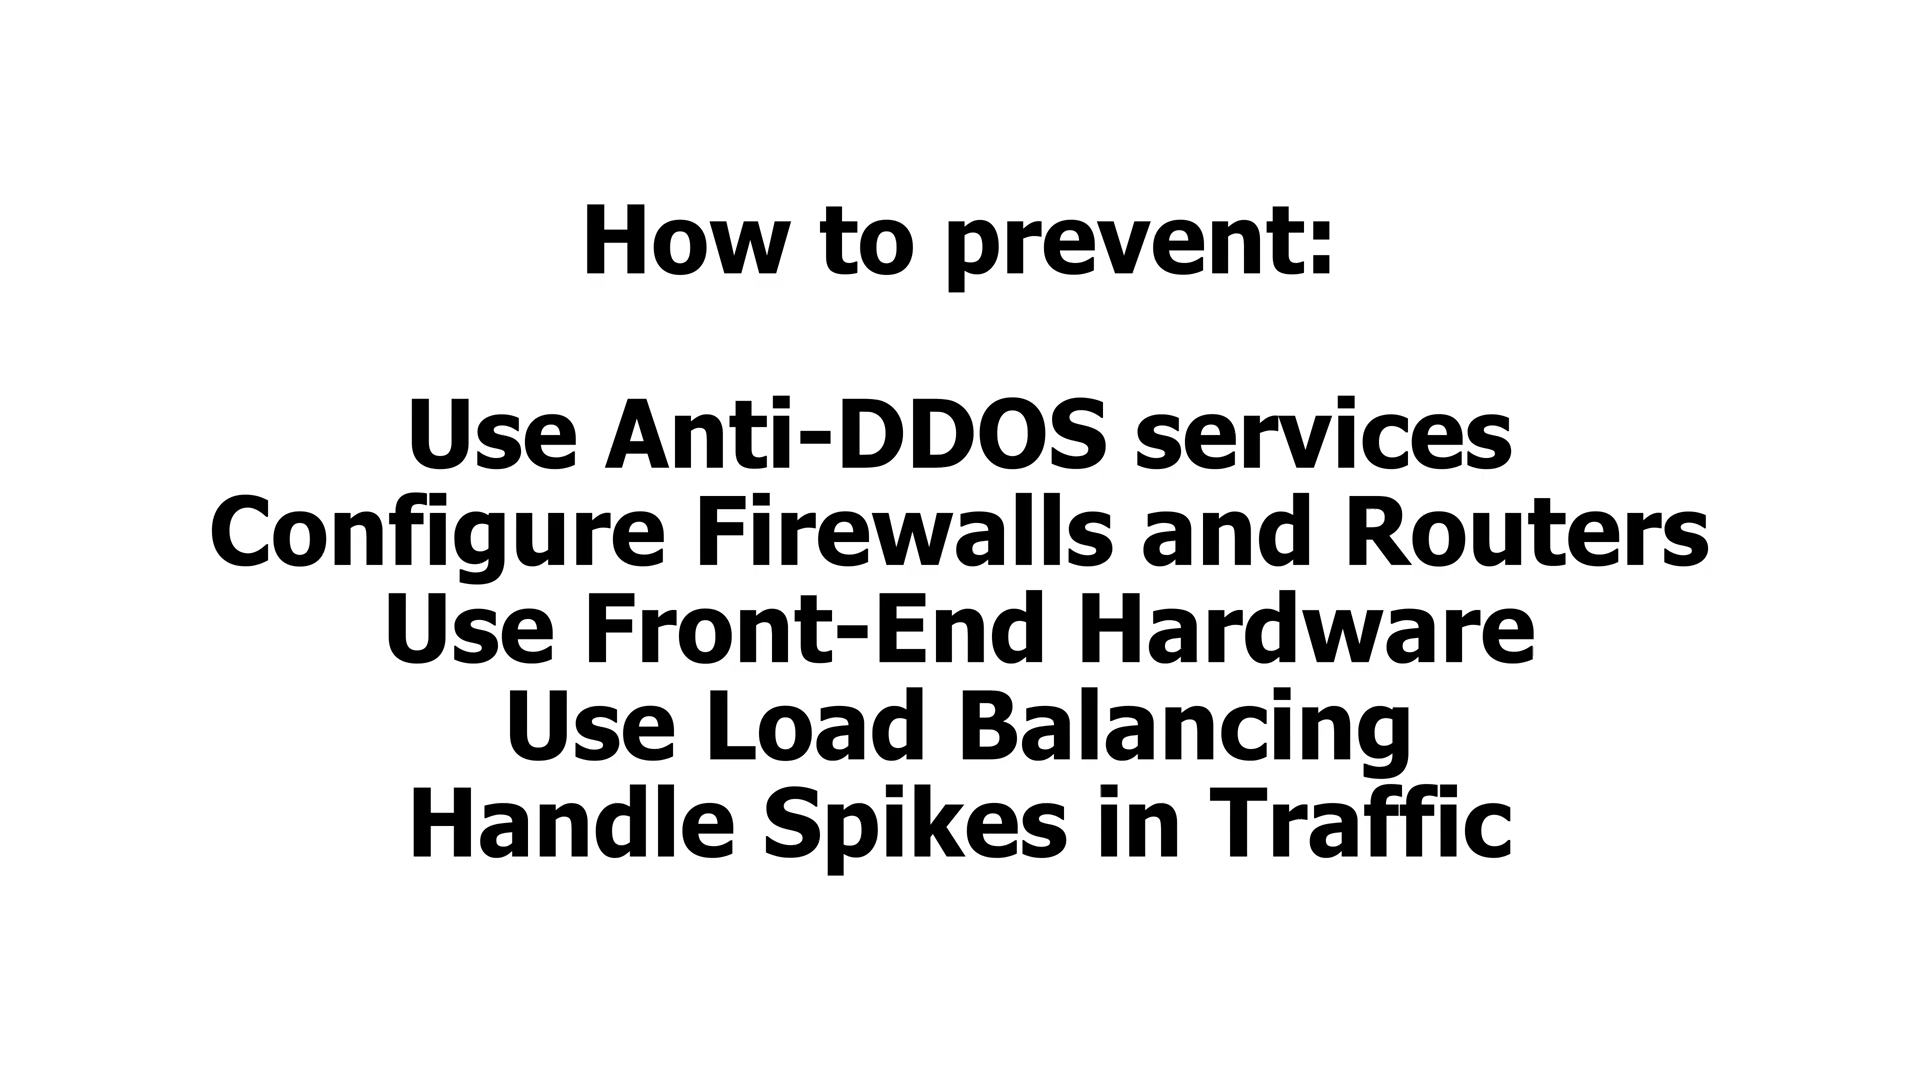 How to prevent:
Use Anti-DDOS services
Configure Firewalls and Routers
Use Front-End Hardware
Use Load Balancing
Handle Spikes in Traffic